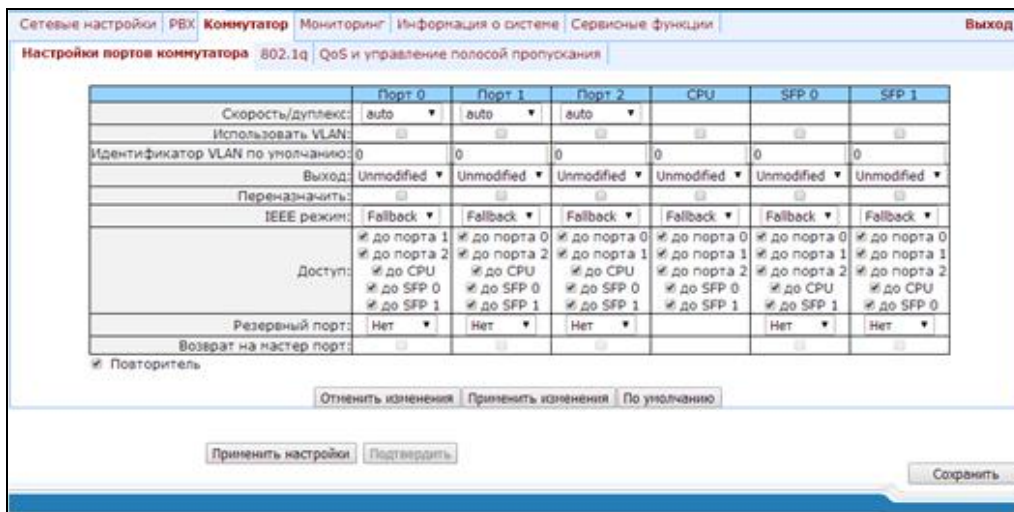 Сетевые настройки PBX Коммутатор Мониторинг Информация о системе Сервисные функции Выход
Настройки портов коммутатора 802.1q QoS и управление полосой пропускания
Порт 0 Порт 1 Порт 2 CPU SFP 0 SFP 1
Скорость/дуплекс: auto auto auto
Использовать VLAN:
Идентификатор VLAN по умолчанию: 0 0 0 0 0 0
Выход: Unmodified Unmodified Unmodified Unmodified Unmodified Unmodified
Переназначить:
IEEE режим: Fallback Fallback Fallback Fallback Fallback Fallback
до порта 1 до порта 0 до порта 0 до порта 0 до порта 0 до порта 0
до порта 2 до порта 2 до порта 1 до порта 1 до порта 1 до порта 1
Доступ: до CPU до CPU до CPU до порта 2 до порта 2 до порта 2
до SFP 0 до SFP 0 до SFP 0 до SFP 0 до CPU до CPU
до SFP 1 до SFP 1 до SFP 1 до SFP 1 до SFP 1 до SFP 0
Резервный порт: Нет Нет Нет Нет Нет
Возврат на мастер порт:
Повторитель
Отменить изменения Применить изменения По умолчанию
Применить настройки Подтвердить
Сохранить